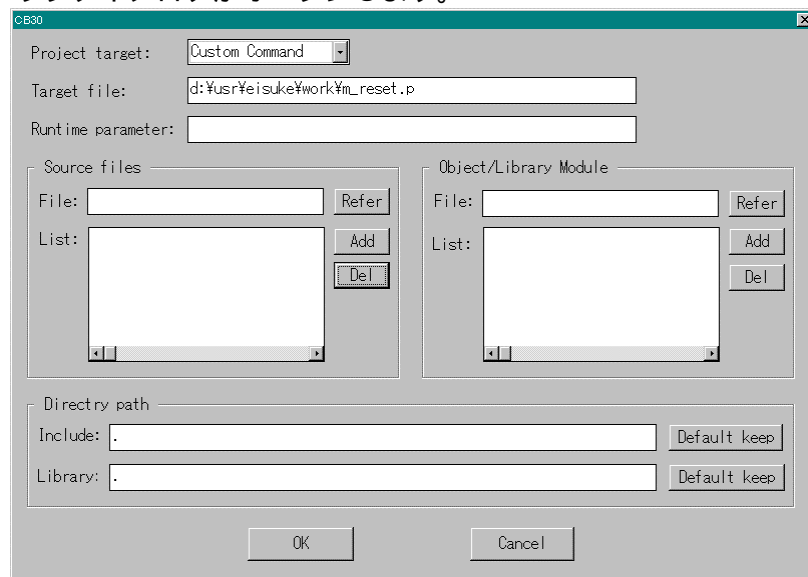 CB30
Project target: Custom Command
Target file: d:¥usr¥eisuke¥work¥m_reset.p
Runtime parameter:
Source files
File: Refer
List: Add
Del
Object/Library Module
File: Refer
List: Add
Del
Directry path
Include: . Default keep
Library: . Default keep
OK Cancel